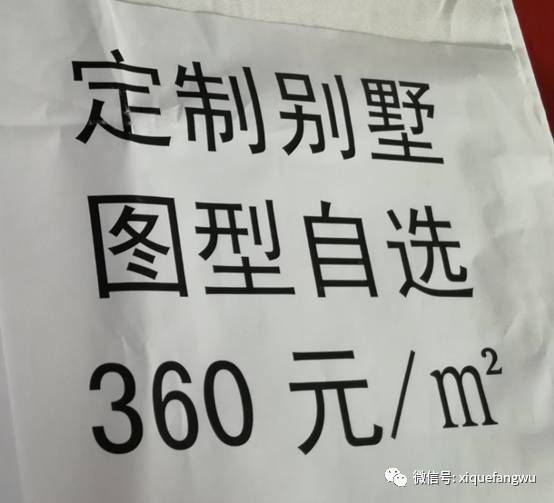 定制别墅
图型自选
360 元/m²
微信号: xiquefangwu